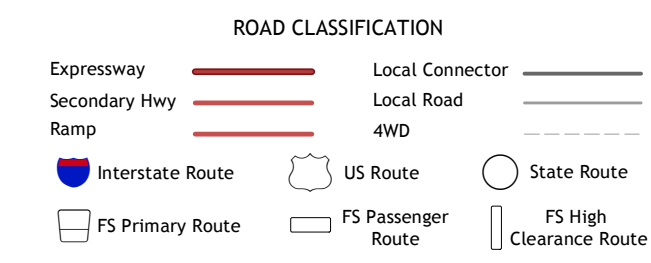 ROAD CLASSIFICATION
Expressway
Local Connector
Secondary Hwy
Local Road
Ramp
4WD
Interstate Route
US Route
State Route
FS Primary Route
FS Passenger
Route
FS High
Clearance Route